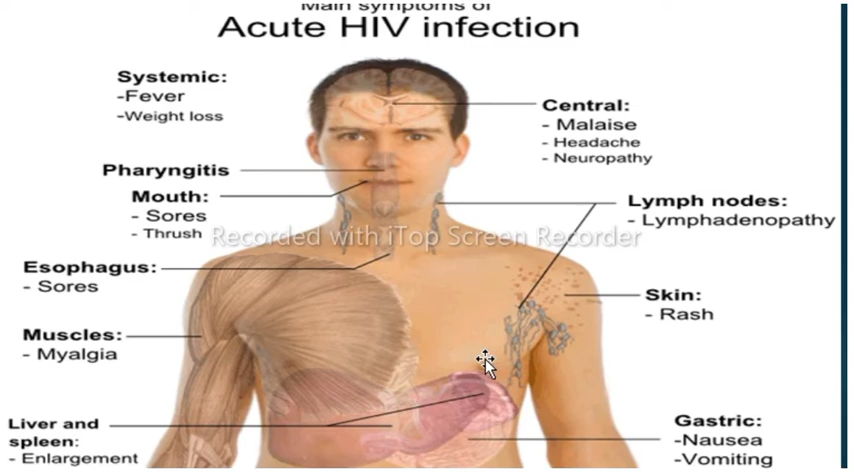 Main symptoms of
Acute HIV infection
Systemic:
-Fever
-Weight loss
Central:
- Malaise
- Headache
- Neuropathy
Pharyngitis
Mouth:
- Sores
- Thrush
Lymph nodes:
- Lymphadenopathy
Recorded with iTop Screen Recorder
Esophagus:
- Sores
Skin:
- Rash
Muscles:
- Myalgia
Liver and
spleen:
- Enlargement
Gastric:
-Nausea
-Vomiting